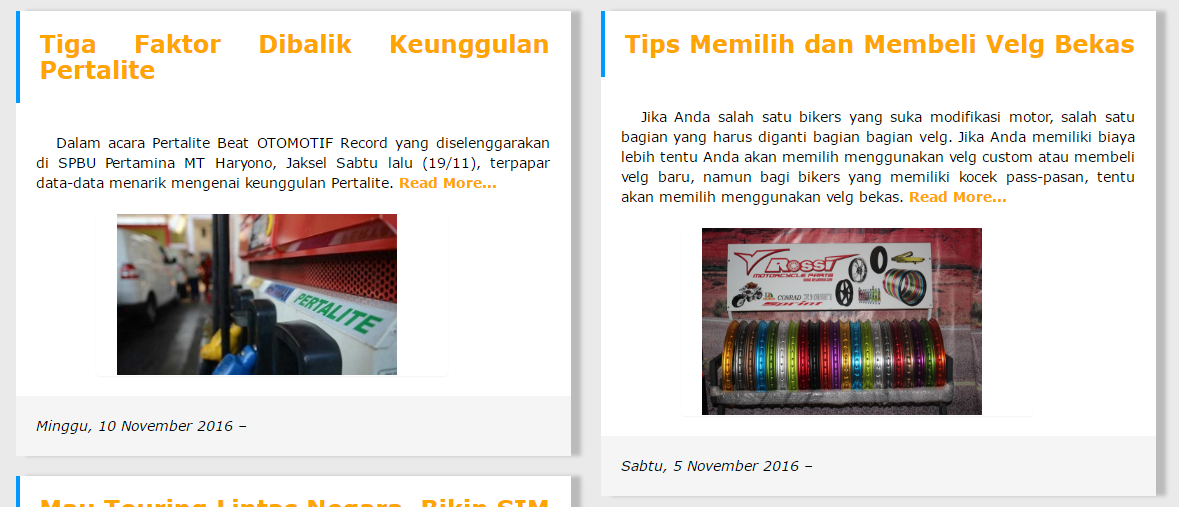 Tiga Faktor Dibalik Keunggulan
Pertalite
Dalam acara Pertalite Beat OTOMOTIF Record yang diselenggarakan
di SPBU Pertamina MT Haryono, Jaksel Sabtu lalu (19/11), terpapar
data-data menarik mengenai keunggulan Pertalite. Read More...
PERTALITE
Minggu, 10 November 2016 –
Mau Touring Lintas Negara, Bikin SIM
Tips Memilih dan Membeli Velg Bekas
Jika Anda salah satu bikers yang suka modifikasi motor, salah satu
bagian yang harus diganti bagian bagian velg. Jika Anda memiliki biaya
lebih tentu Anda akan memilih menggunakan velg custom atau membeli
velg baru, namun bagi bikers yang memiliki kocek pass-pasan, tentu
akan memilih menggunakan velg bekas. Read More...
V ROSSI
MOTORCYCLE PARTS
CONRAD
Sprint
Sabtu, 5 November 2016 –